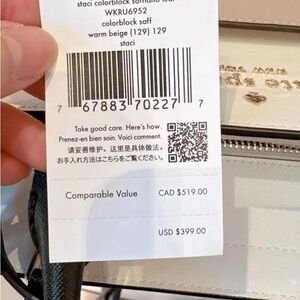 staci colorblock saffiano lea
WKRU6952
colorblock saff
warm beige (129) 129
staci
7 67883 70227 7
Take good care. Here's how.
Prenez-en bien soin. Voici comment.
请妥善维护。这里是具体做法。
お手入れ方法はこちらをご覧ください。
Comparable Value CAD $519.00
USD $399.00